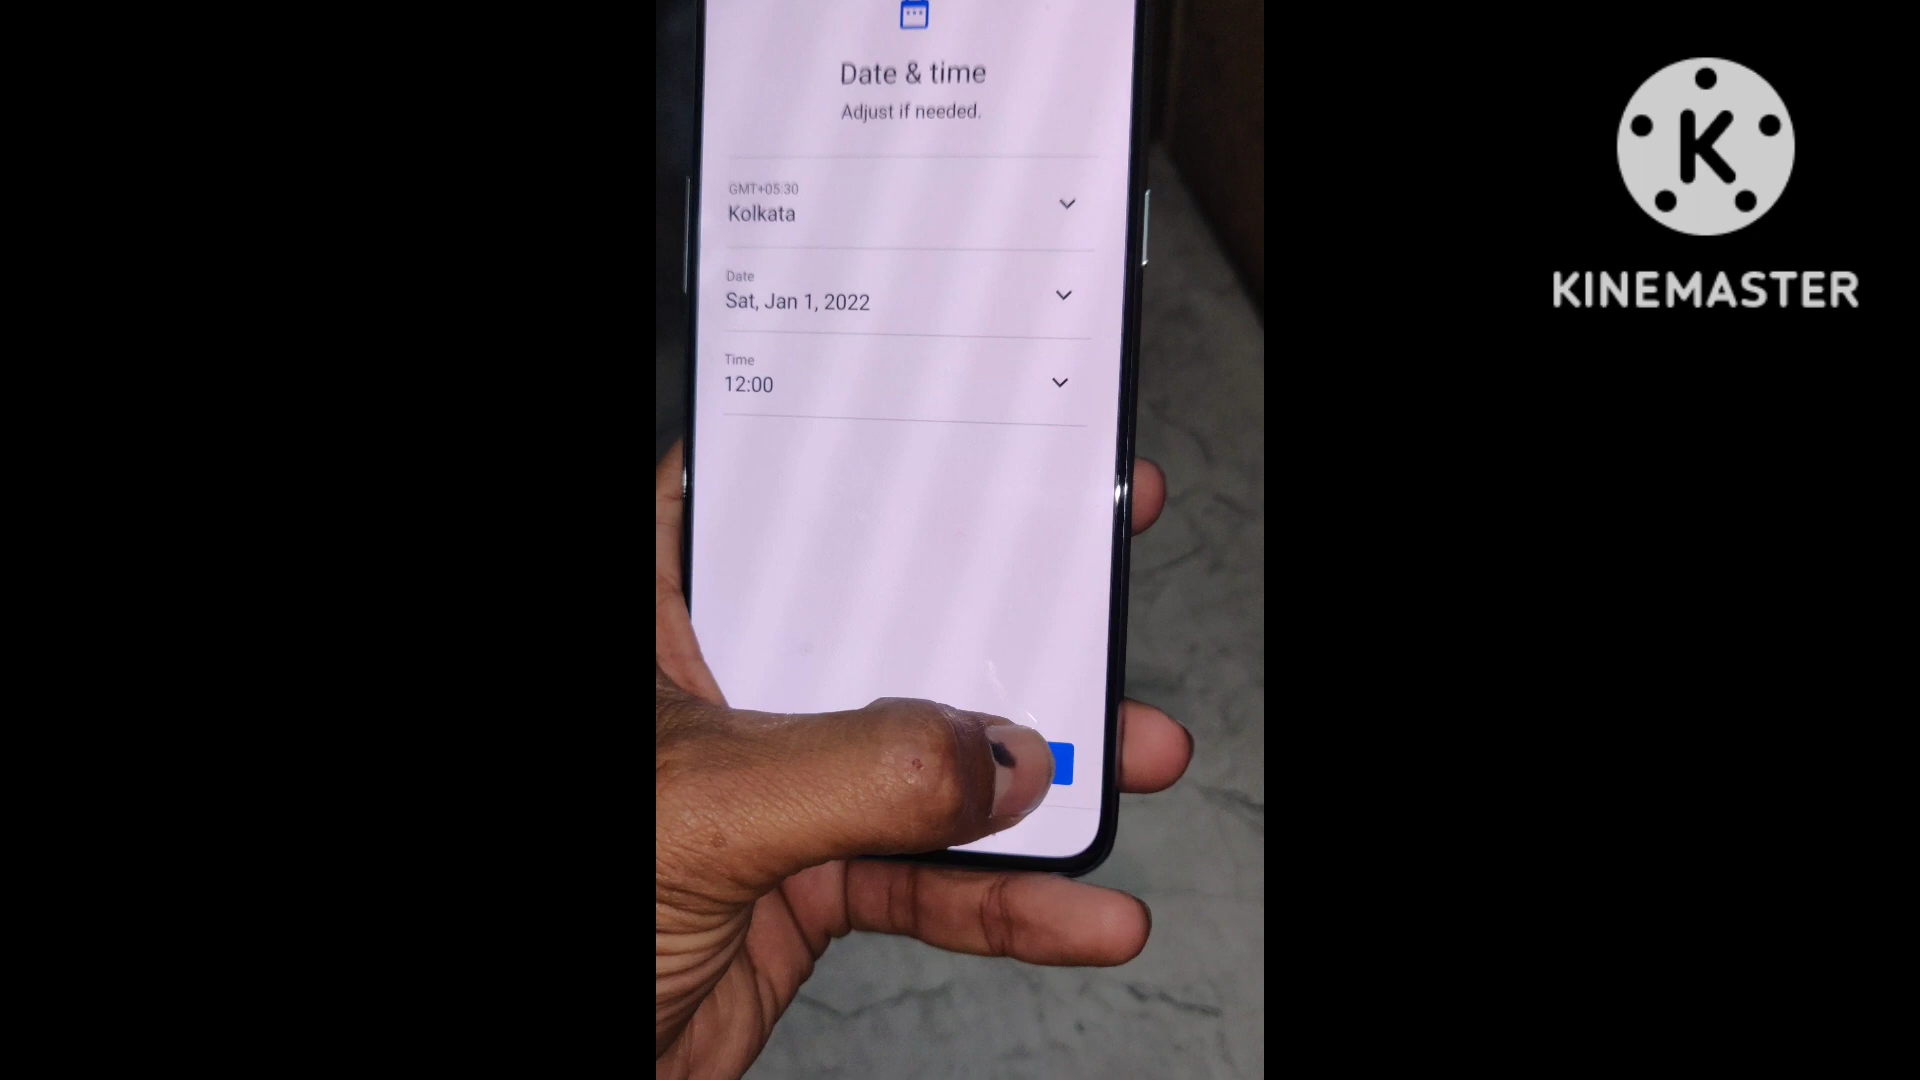 Date & time
Adjust if needed.
GMT+05:30
Kolkata
Date
Sat, Jan 1, 2022
Time
12:00
K
KINEMASTER